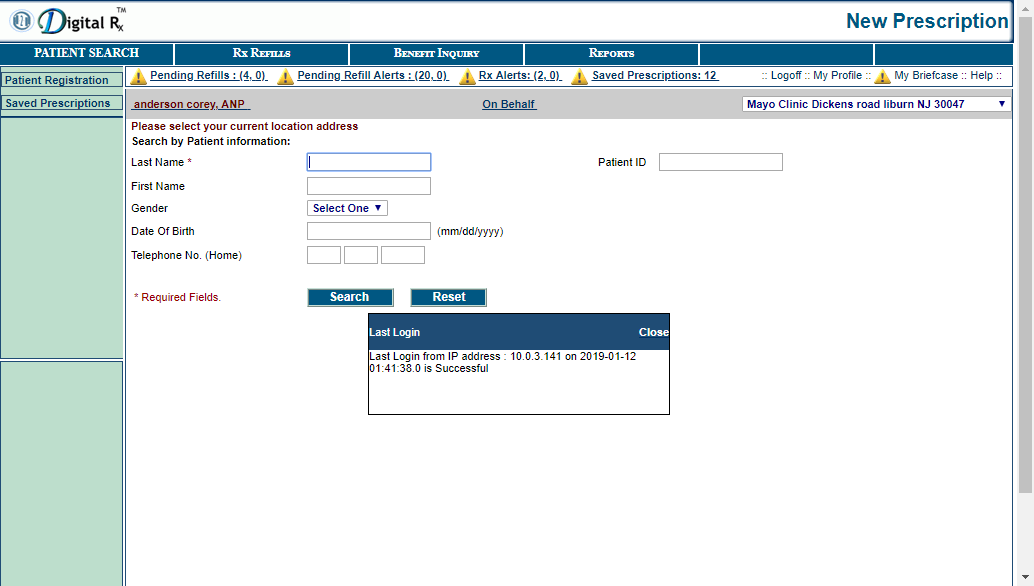 Digital Rx TM
New Prescription
PATIENT SEARCH RX REFILLS BENEFIT INQUIRY REPORTS
Patient Registration
Saved Prescriptions
Pending Refills : (4, 0) Pending Refill Alerts : (20, 0) Rx Alerts: (2, 0) Saved Prescriptions: 12 :: Logoff :: My Profile :: My Briefcase :: Help ::
anderson corey, ANP On Behalf Mayo Clinic Dickens road liburn NJ 30047
Please select your current location address
Search by Patient information:
Last Name * Patient ID
First Name
Gender Select One
Date Of Birth (mm/dd/yyyy)
Telephone No. (Home)
* Required Fields. Search Reset
Last Login Close
Last Login from IP address : 10.0.3.141 on 2019-01-12
01:41:38.0 is Successful